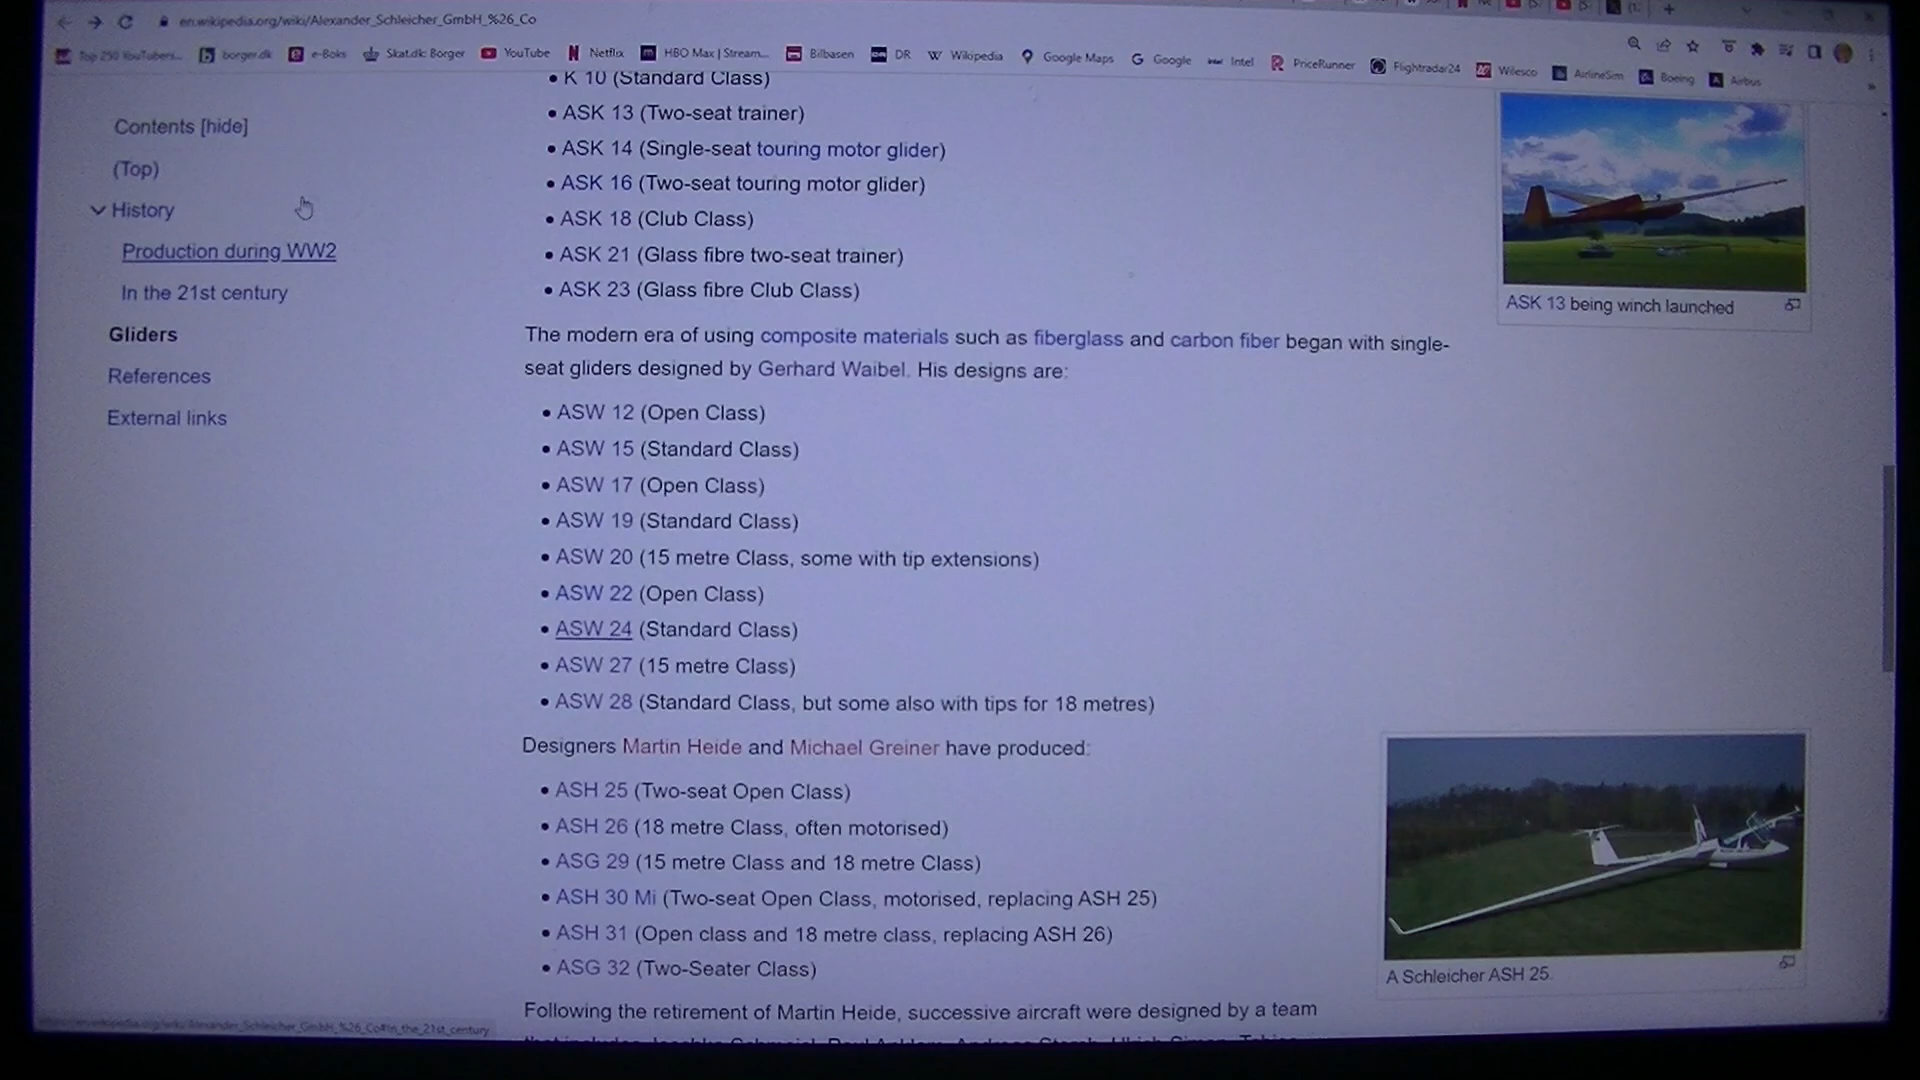 en.wikipedia.org/wiki/Alexander_Schleicher_GmbH_%26_Co
Top 250 YouTubers... borger.dk e-Boks Skat.dk: Borger YouTube Netflix HBO Max | Stream... Bilbasen DR Wikipedia Google Maps Google Intel PriceRunner Flightradar24 Wilesco AirlineSim Boeing Airbus
Contents [hide]
(Top)
History
Production during WW2
In the 21st century
Gliders
References
External links
• K 10 (Standard Class)
• ASK 13 (Two-seat trainer)
• ASK 14 (Single-seat touring motor glider)
• ASK 16 (Two-seat touring motor glider)
• ASK 18 (Club Class)
• ASK 21 (Glass fibre two-seat trainer)
• ASK 23 (Glass fibre Club Class)
ASK 13 being winch launched
The modern era of using composite materials such as fiberglass and carbon fiber began with single-
seat gliders designed by Gerhard Waibel. His designs are:
• ASW 12 (Open Class)
• ASW 15 (Standard Class)
• ASW 17 (Open Class)
• ASW 19 (Standard Class)
• ASW 20 (15 metre Class, some with tip extensions)
• ASW 22 (Open Class)
• ASW 24 (Standard Class)
• ASW 27 (15 metre Class)
• ASW 28 (Standard Class, but some also with tips for 18 metres)
Designers Martin Heide and Michael Greiner have produced:
• ASH 25 (Two-seat Open Class)
• ASH 26 (18 metre Class, often motorised)
• ASG 29 (15 metre Class and 18 metre Class)
• ASH 30 Mi (Two-seat Open Class, motorised, replacing ASH 25)
• ASH 31 (Open class and 18 metre class, replacing ASH 26)
• ASG 32 (Two-Seater Class)
A Schleicher ASH 25.
Following the retirement of Martin Heide, successive aircraft were designed by a team
en.wikipedia.org/wiki/Alexander_Schleicher_GmbH_%26_Co#In_the_21st_century